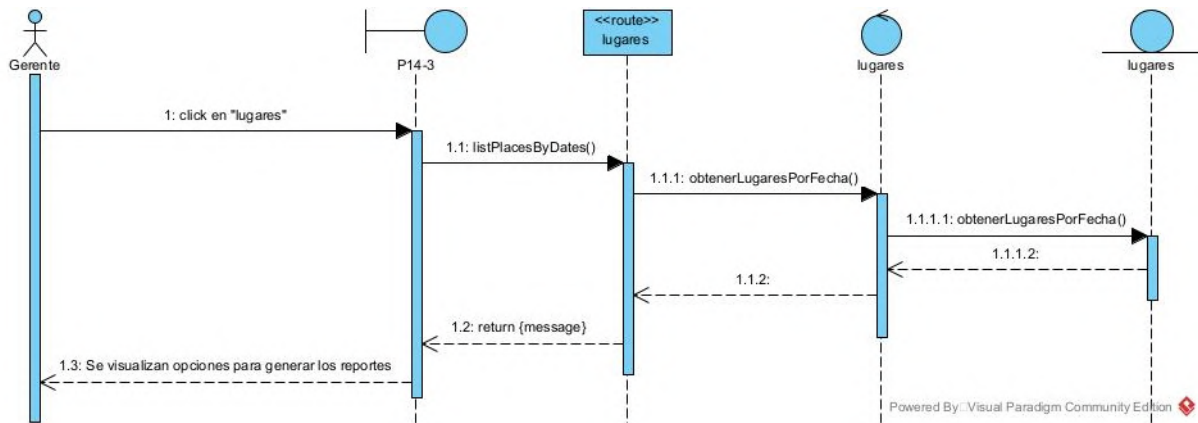 <<route>>
lugares
Gerente
P14-3
lugares
lugares
1: click en "lugares"
1.1: listPlacesByDates()
1.1.1: obtenerLugaresPorFecha()
1.1.1.1: obtenerLugaresPorFecha()
1.1.1.2:
1.1.2:
1.2: return {message}
1.3: Se visualizan opciones para generar los reportes
Powered By Visual Paradigm Community Edition